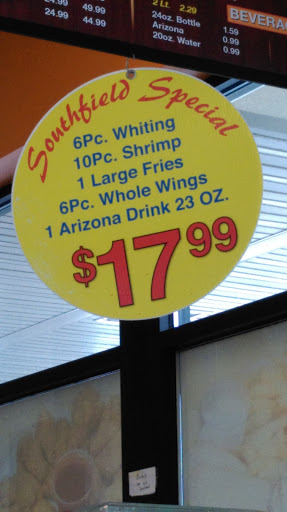 24.99 44.99
24.99 49.99
44.99
2 Lt. 2.29
BEVERA
24oz. Bottle 1.59
Arizona 0.99
20oz. Water 0.99
Southfield Special
6Pc. Whiting
10Pc. Shrimp
1 Large Fries
6Pc. Whole Wings
1 Arizona Drink 23 OZ.
$17.99